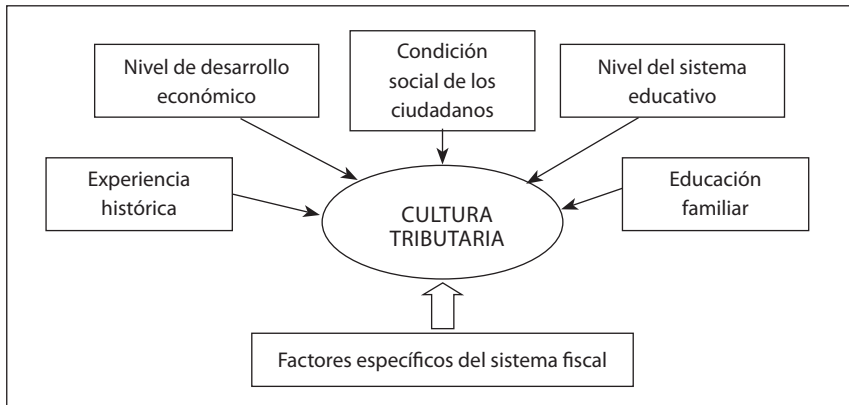 Nivel de desarrollo
económico
Condición
social de los
ciudadanos
Nivel del sistema
educativo
Experiencia
histórica
CULTURA
TRIBUTARIA
Educación
familiar
Factores específicos del sistema fiscal